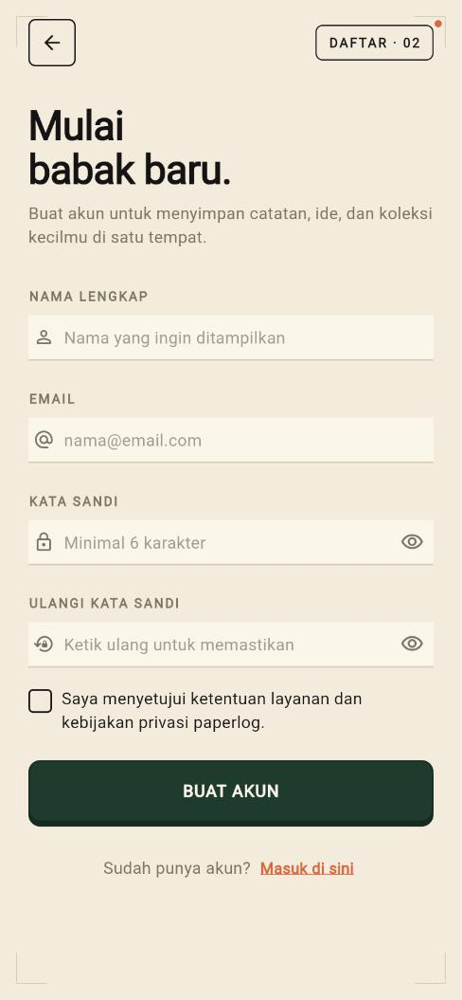 DAFTAR · 02
Mulai
babak baru.
Buat akun untuk menyimpan catatan, ide, dan koleksi
kecilmu di satu tempat.
NAMA LENGKAP
Nama yang ingin ditampilkan
EMAIL
nama@email.com
KATA SANDI
Minimal 6 karakter
ULANGI KATA SANDI
Ketik ulang untuk memastikan
Saya menyetujui ketentuan layanan dan
kebijakan privasi paperlog.
BUAT AKUN
Sudah punya akun? Masuk di sini